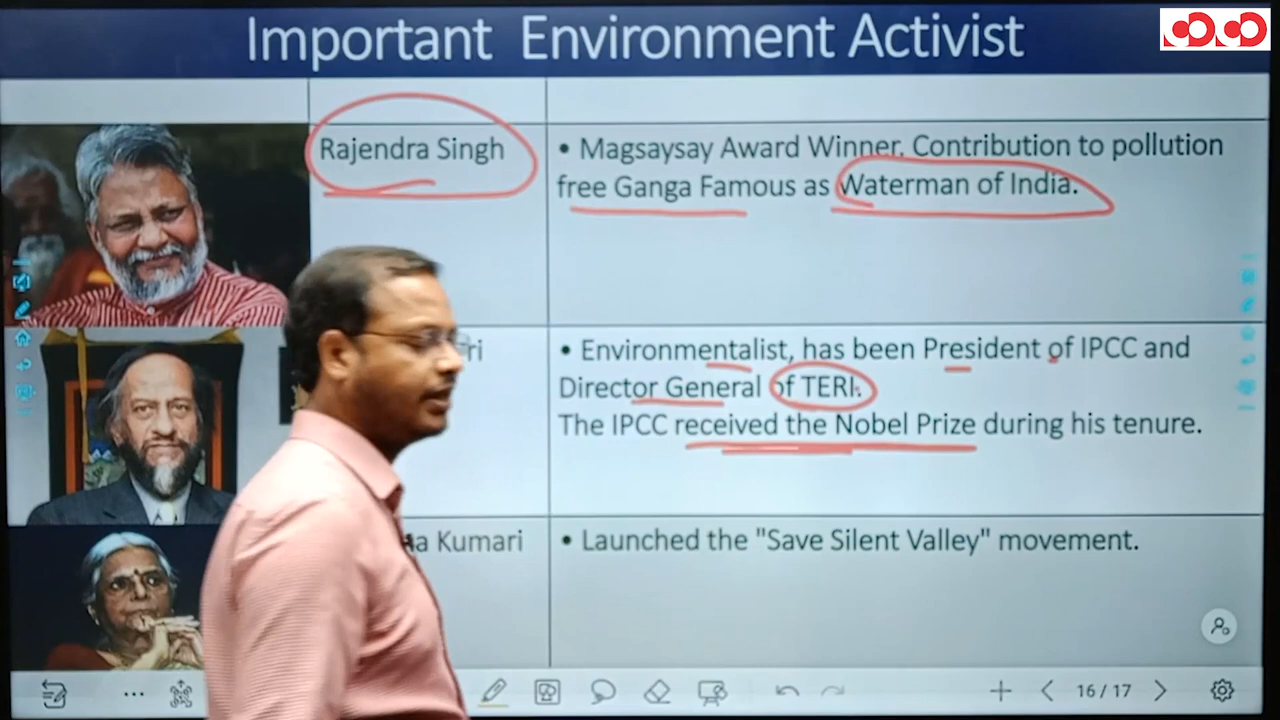 Important Environment Activist
Rajendra Singh
• Magsaysay Award Winner. Contribution to pollution
free Ganga Famous as Waterman of India.
• Environmentalist, has been President of IPCC and
Director General of TERI.
The IPCC received the Nobel Prize during his tenure.
Kumari
• Launched the "Save Silent Valley" movement.
16 / 17